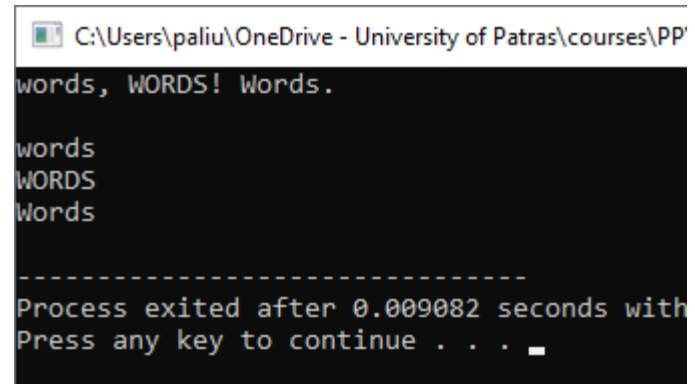 C:\Users\paliu\OneDrive - University of Patras\courses\PP
words, WORDS! Words.
words
WORDS
Words
--------------------------------
Process exited after 0.009082 seconds with
Press any key to continue . . .